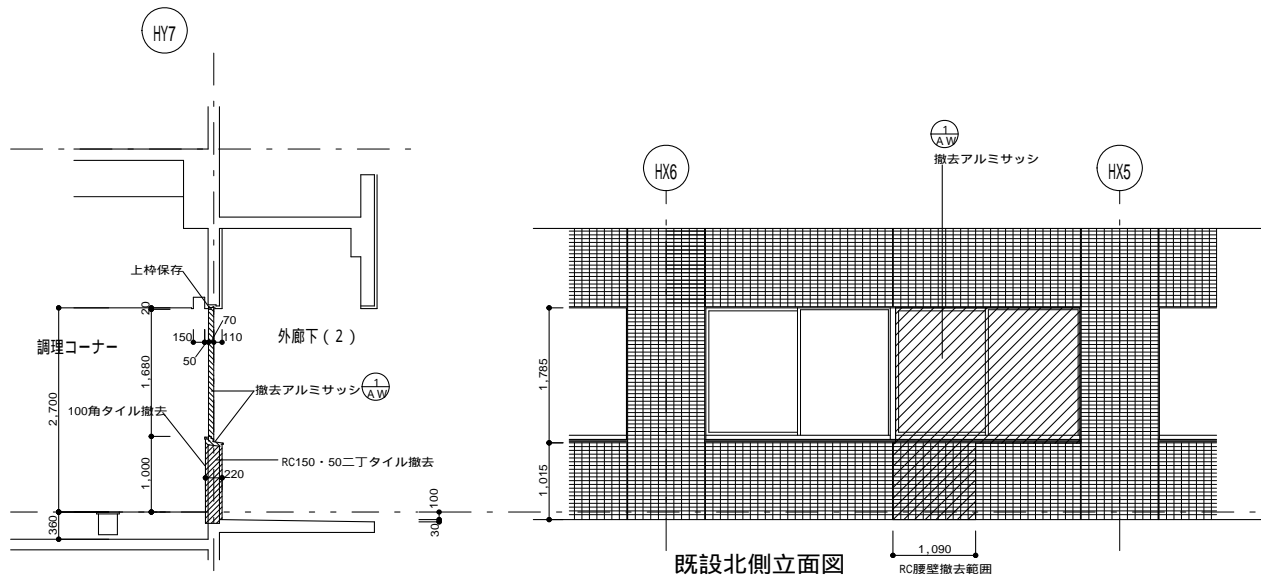 HY7
1
AW
撤去アルミサッシ
HX6
HX5
上枠保存
20
70
150
110
50
外廊下(2)
調理コーナー
1,680
2,700
撤去アルミサッシ
1
AW
100角タイル撤去
1,785
RC150・50二丁タイル撤去
220
1,000
1,015
100
360
30
1,090
既設北側立面図
RC腰壁撤去範囲